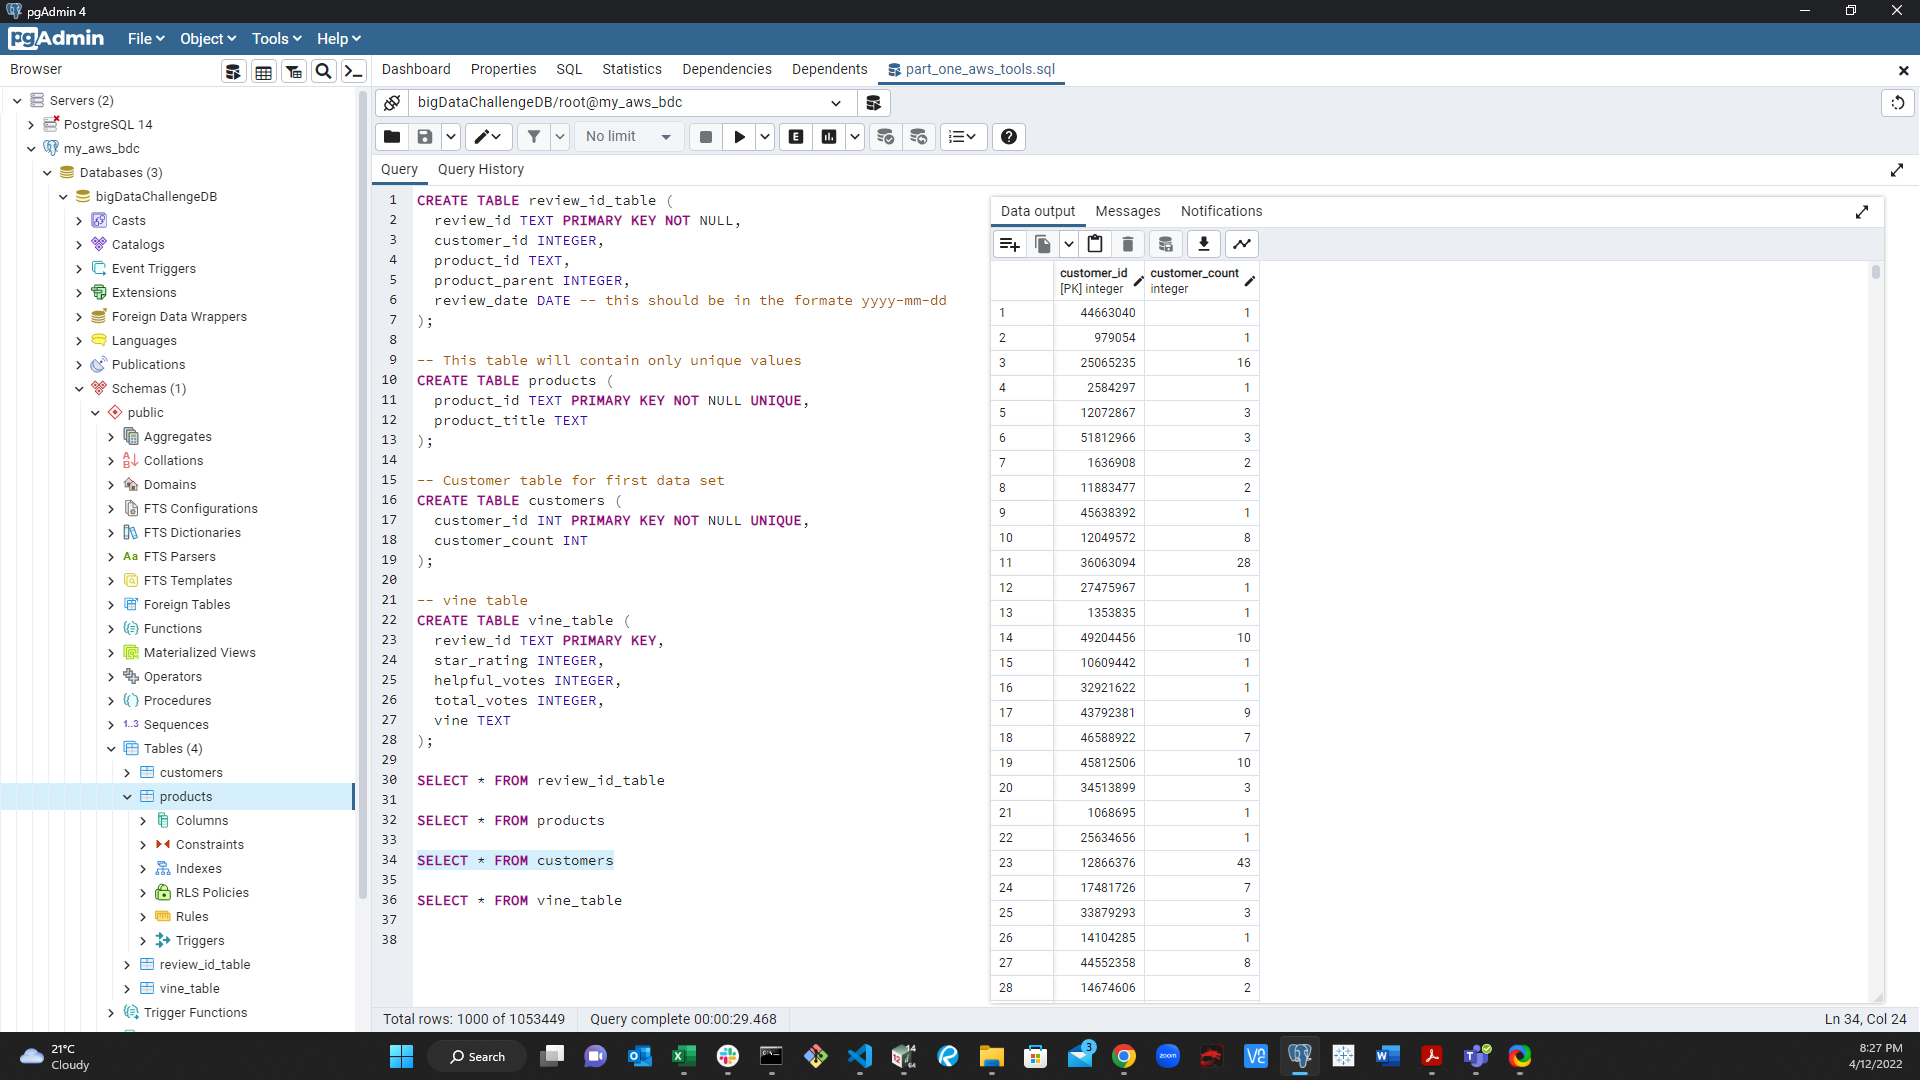 pgAdmin 4
pgAdmin File Object Tools Help
Browser
Dashboard Properties SQL Statistics Dependencies Dependents part_one_aws_tools.sql
bigDataChallengeDB/root@my_aws_bdc
No limit
Query Query History
Servers (2)
PostgreSQL 14
my_aws_bdc
Databases (3)
bigDataChallengeDB
Casts
Catalogs
Event Triggers
Extensions
Foreign Data Wrappers
Languages
Publications
Schemas (1)
public
Aggregates
Collations
Domains
FTS Configurations
FTS Dictionaries
Aa FTS Parsers
FTS Templates
Foreign Tables
Functions
Materialized Views
Operators
Procedures
1..3 Sequences
Tables (4)
customers
products
Columns
Constraints
Indexes
RLS Policies
Rules
Triggers
review_id_table
vine_table
Trigger Functions
1 CREATE TABLE review_id_table (
2 review_id TEXT PRIMARY KEY NOT NULL,
3 customer_id INTEGER,
4 product_id TEXT,
5 product_parent INTEGER,
6 review_date DATE -- this should be in the formate yyyy-mm-dd
7 );
8
9 -- This table will contain only unique values
10 CREATE TABLE products (
11 product_id TEXT PRIMARY KEY NOT NULL UNIQUE,
12 product_title TEXT
13 );
14
15 -- Customer table for first data set
16 CREATE TABLE customers (
17 customer_id INT PRIMARY KEY NOT NULL UNIQUE,
18 customer_count INT
19 );
20
21 -- vine table
22 CREATE TABLE vine_table (
23 review_id TEXT PRIMARY KEY,
24 star_rating INTEGER,
25 helpful_votes INTEGER,
26 total_votes INTEGER,
27 vine TEXT
28 );
29
30 SELECT * FROM review_id_table
31
32 SELECT * FROM products
33
34 SELECT * FROM customers
35
36 SELECT * FROM vine_table
37
38
Data output Messages Notifications
customer_id customer_count
[PK] integer integer
1 44663040 1
2 979054 1
3 25065235 16
4 2584297 1
5 12072867 3
6 51812966 3
7 1636908 2
8 11883477 2
9 45638392 1
10 12049572 8
11 36063094 28
12 27475967 1
13 1353835 1
14 49204456 10
15 10609442 1
16 32921622 1
17 43792381 9
18 46588922 7
19 45812506 10
20 34513899 3
21 1068695 1
22 25634656 1
23 12866376 43
24 17481726 7
25 33879293 3
26 14104285 1
27 44552358 8
28 14674606 2
Total rows: 1000 of 1053449 Query complete 00:00:29.468 Ln 34, Col 24
21°C
Cloudy
Search
3
zoom
8:27 PM
4/12/2022